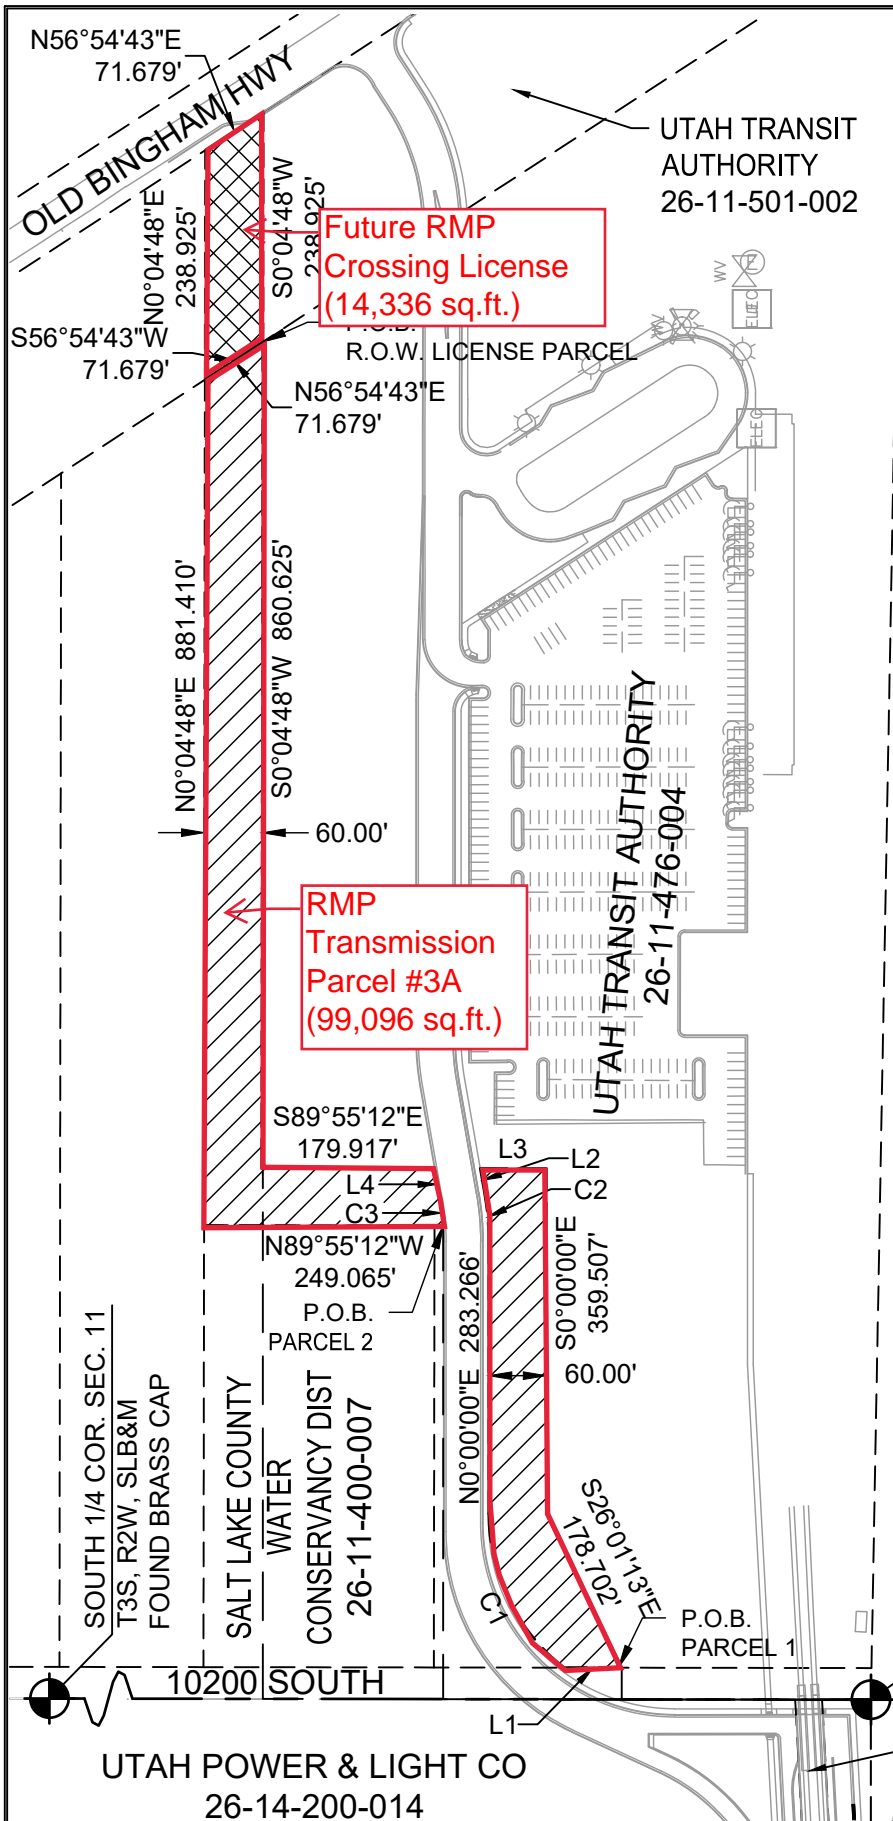 N56°54'43"E
71.679'
OLD BINGHAM HWY
UTAH TRANSIT
AUTHORITY
26-11-501-002
N0°04'48"E
238.925'
S0°04'48"W
238.925'
Future RMP
Crossing License
(14,336 sq.ft.)
WV
E
ELEC
WV
S56°54'43"W
71.679'
P.O.B.
R.O.W. LICENSE PARCEL
N56°54'43"E
71.679'
ELEC
N0°04'48"E 881.410'
S0°04'48"W 860.625'
60.00'
UTAH TRANSIT AUTHORITY
26-11-476-004
RMP
Transmission
Parcel #3A
(99,096 sq.ft.)
S89°55'12"E
179.917'
L3
L2
L4
C2
C3
N89°55'12"W
249.065'
P.O.B.
PARCEL 2
N0°00'00"E 283.266'
S0°00'00"E
359.507'
60.00'
SOUTH 1/4 COR. SEC. 11
T3S, R2W, SLB&M
FOUND BRASS CAP
SALT LAKE COUNTY
WATER
CONSERVANCY DIST
26-11-400-007
S26°01'13"E
178.702'
C1
P.O.B.
PARCEL 1
10200 SOUTH
L1
UTAH POWER & LIGHT CO
26-14-200-014